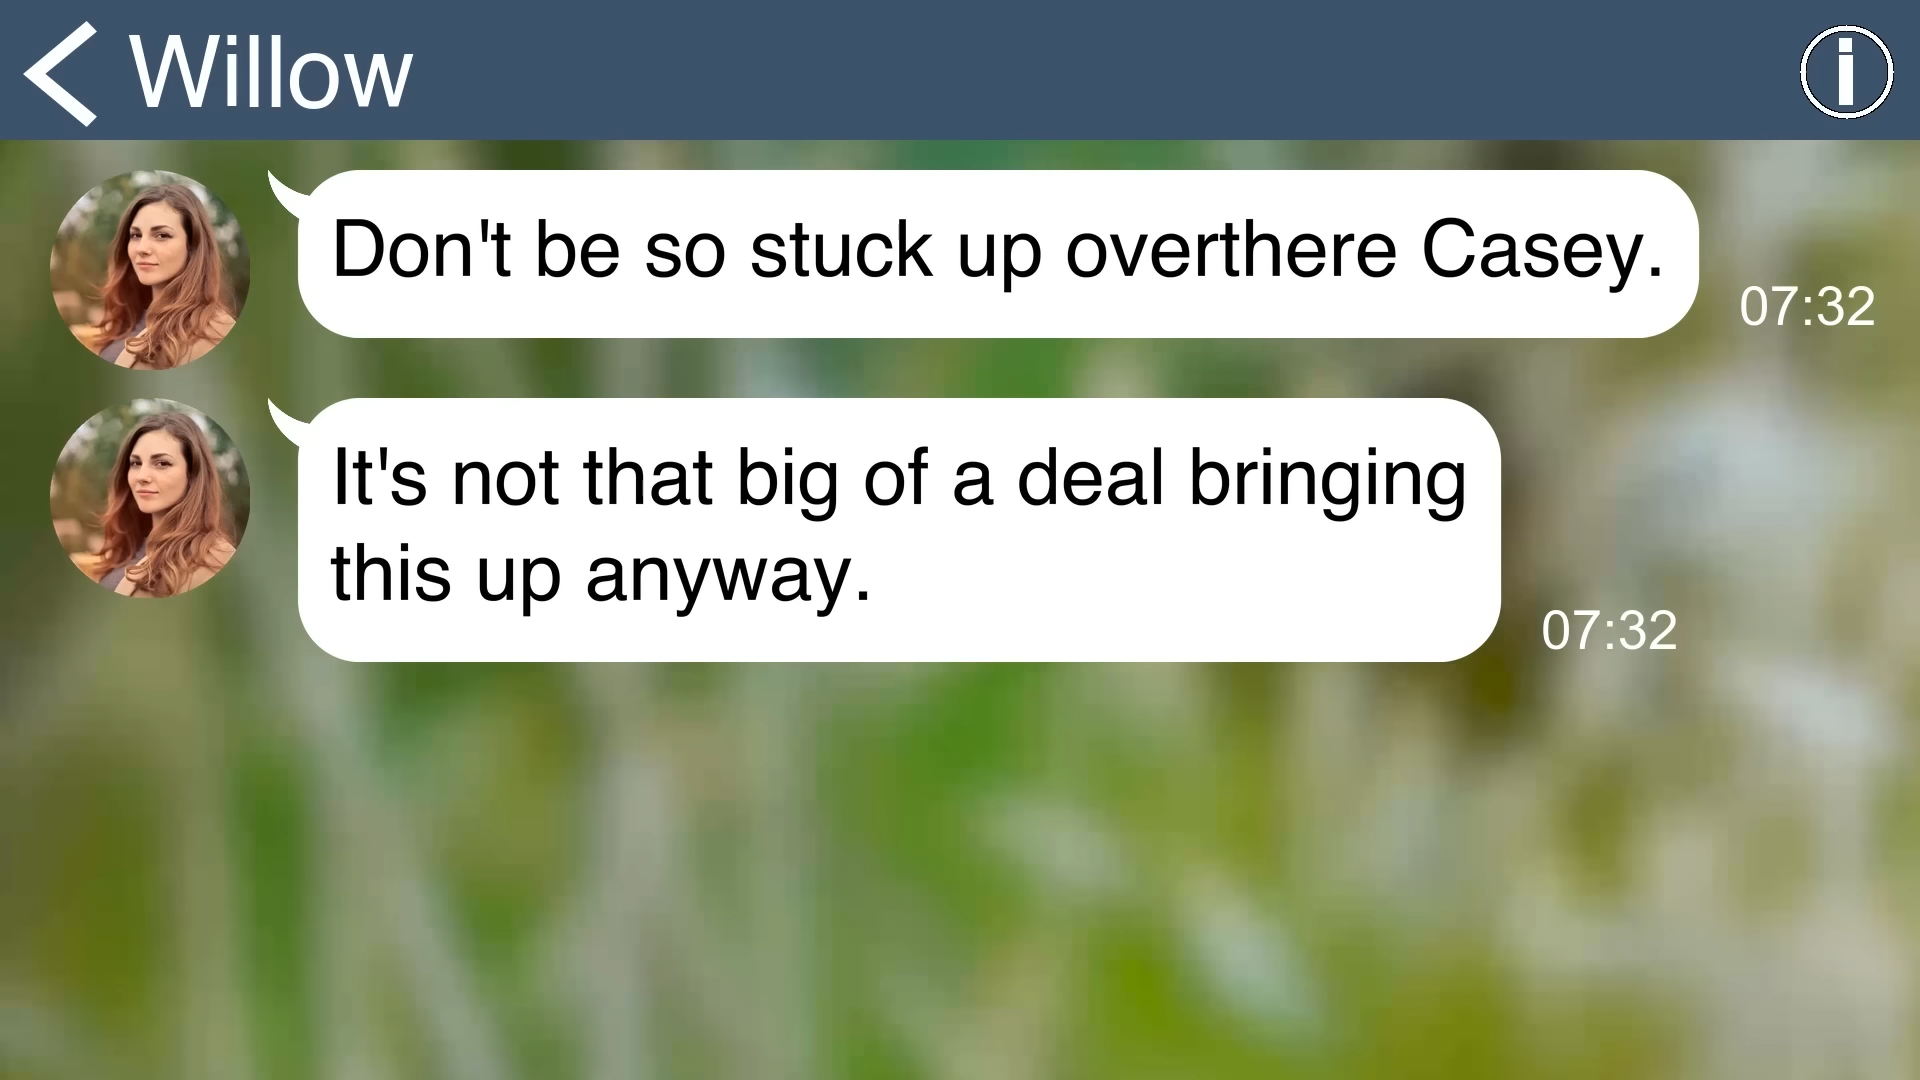 Willow
Don't be so stuck up overthere Casey.
07:32
It's not that big of a deal bringing
this up anyway.
07:32